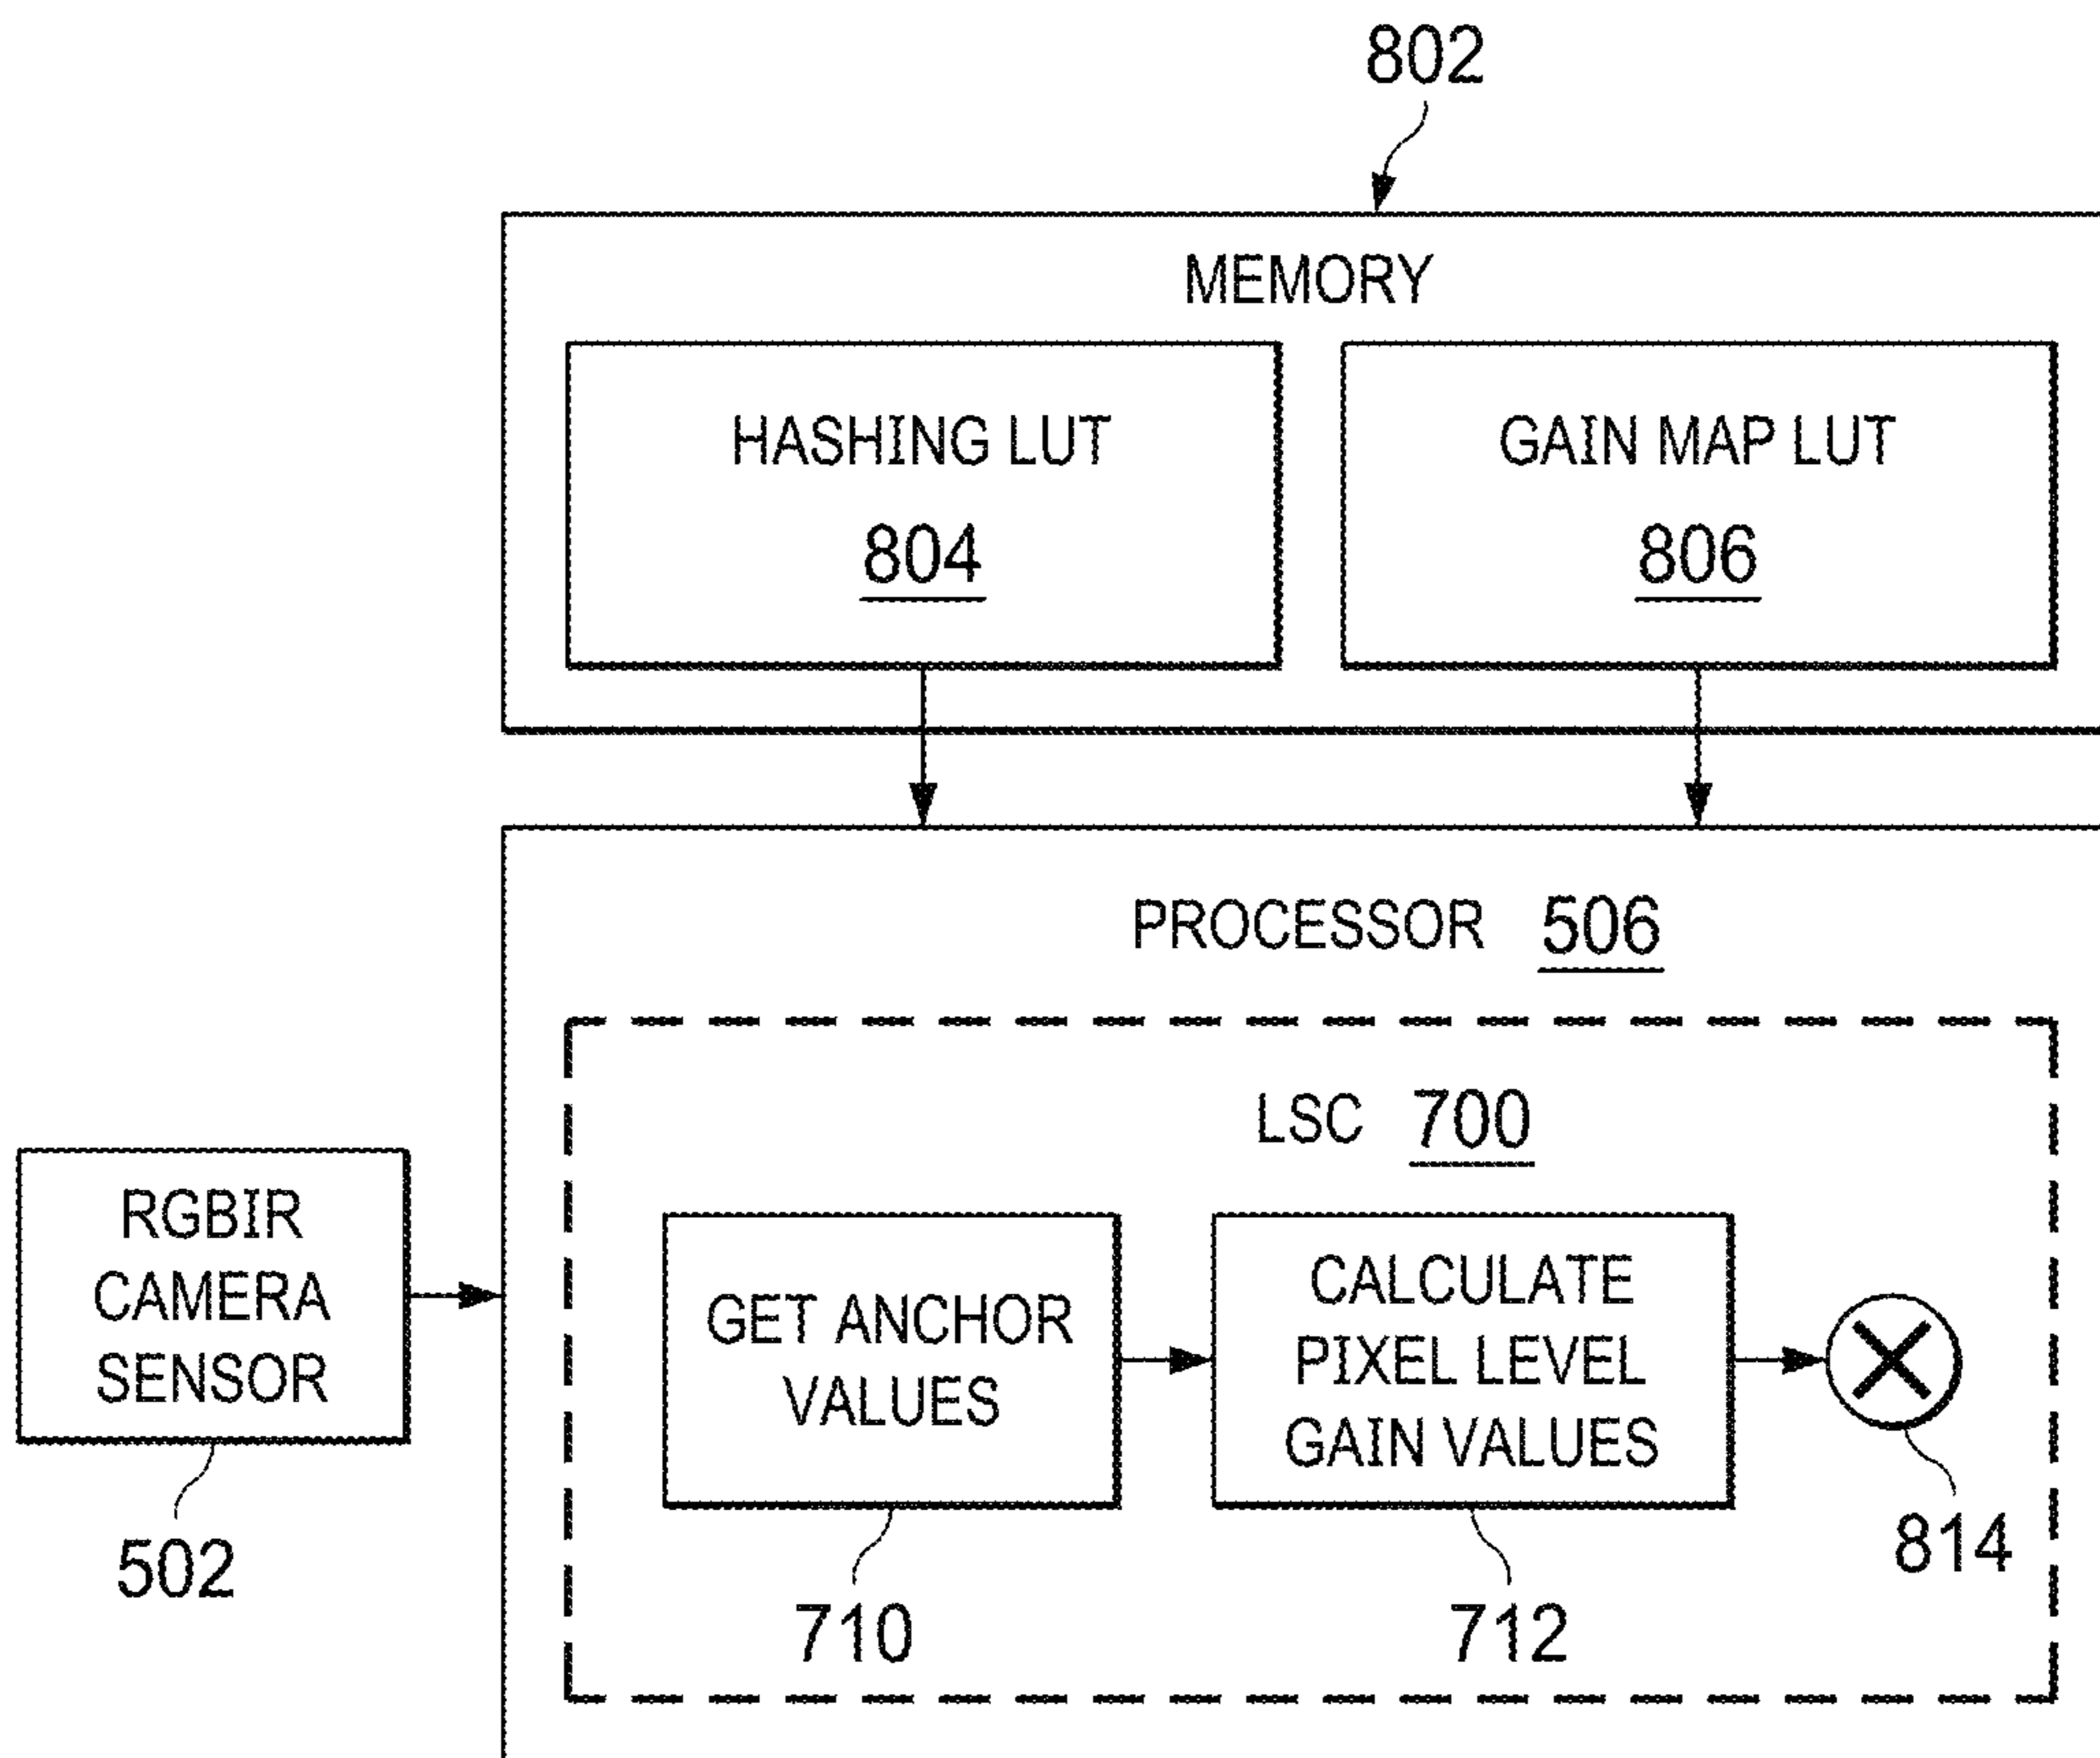 802
MEMORY
HASHING LUT
804
GAIN MAP LUT
806
PROCESSOR 506
LSC 700
RGBIR
CAMERA
SENSOR
502
GET ANCHOR
VALUES
710
CALCULATE
PIXEL LEVEL
GAIN VALUES
712
814